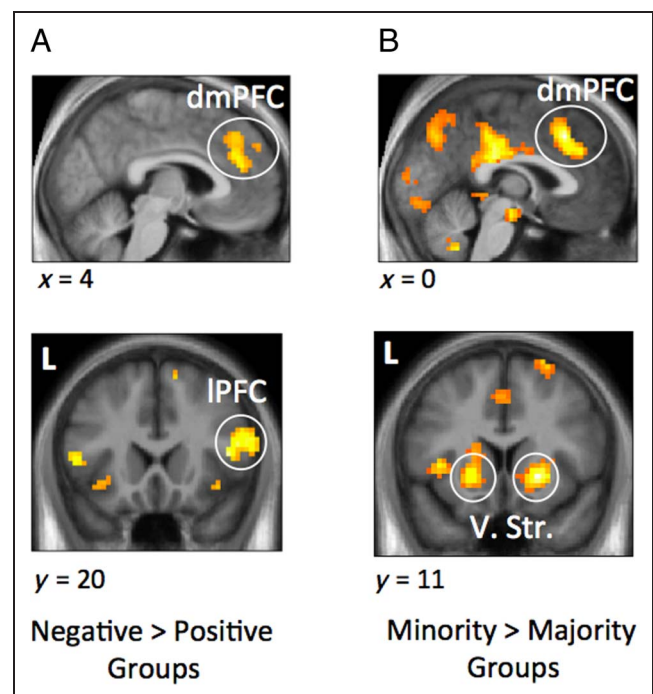 A
dmPFC
x = 4
L
lPFC
y = 20
Negative > Positive
Groups
B
dmPFC
x = 0
L
V. Str.
y = 11
Minority > Majority
Groups